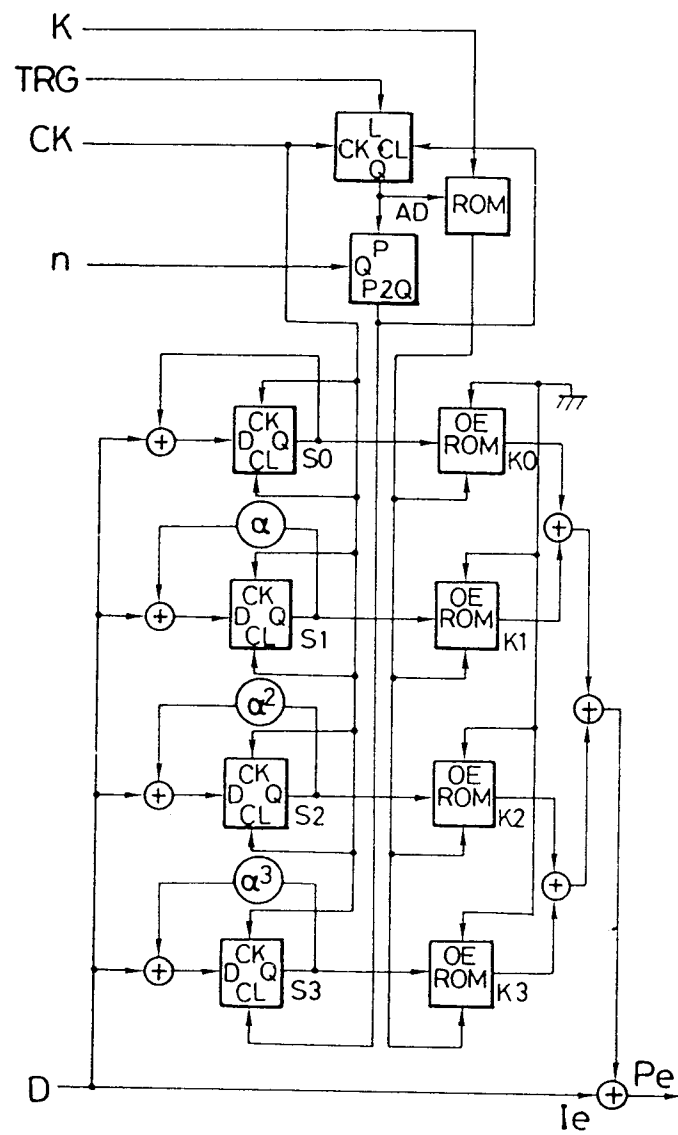 K
TRG
CK
L
CK CL
Q
AD
ROM
n
P
Q
P2Q
CK
D Q
CL
S0
OE
ROM
K0
+
α
+
CK
D Q
CL
S1
OE
ROM
K1
+
α²
+
CK
D Q
CL
S2
OE
ROM
K2
+
+
α³
+
CK
D Q
CL
S3
OE
ROM
K3
+
D
Ie
+
Pe